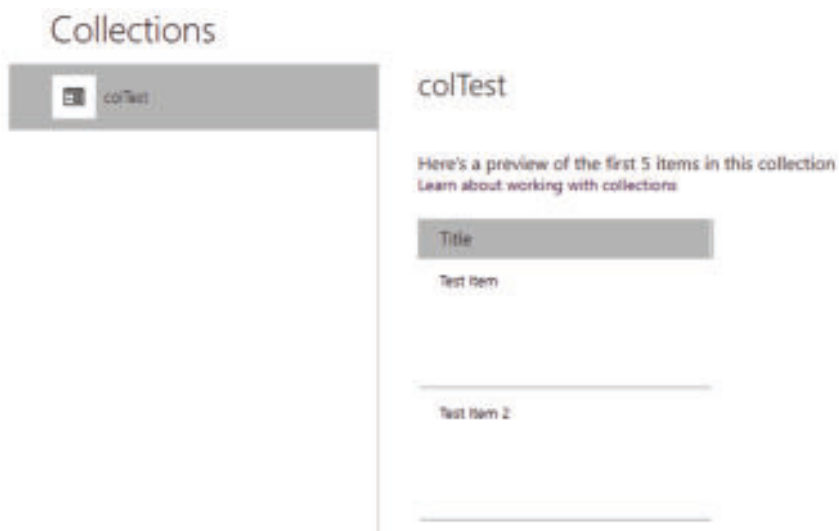 Collections
colTest
colTest
Here's a preview of the first 5 items in this collection
Learn about working with collections
Title
Test Item
Test Item 2